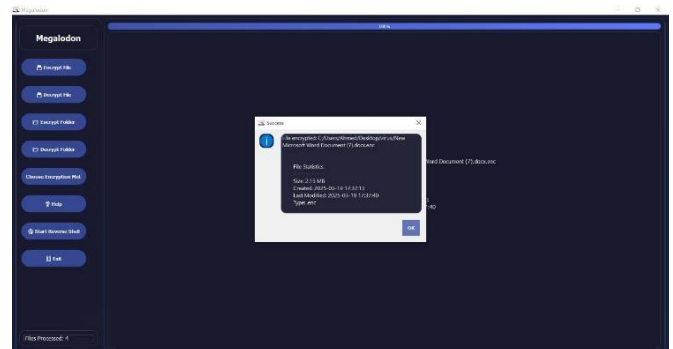 Megalodon
100%
Megalodon
Encrypt File
Decrypt File
Encrypt Folder
Decrypt Folder
Choose Encryption Met
Help
Start Reverse Shell
Exit
Files Processed: 4
Success
File encrypted: C:/Users/Ahmed/Desktop/virus/New
Microsoft Word Document (7).docx.enc
File Statistics:
Size: 2.15 MB
Created: 2025-05-18 17:37:13
Last Modified: 2025-05-18 17:37:40
Type: .enc
OK
Word Document (7).docx.enc
:40